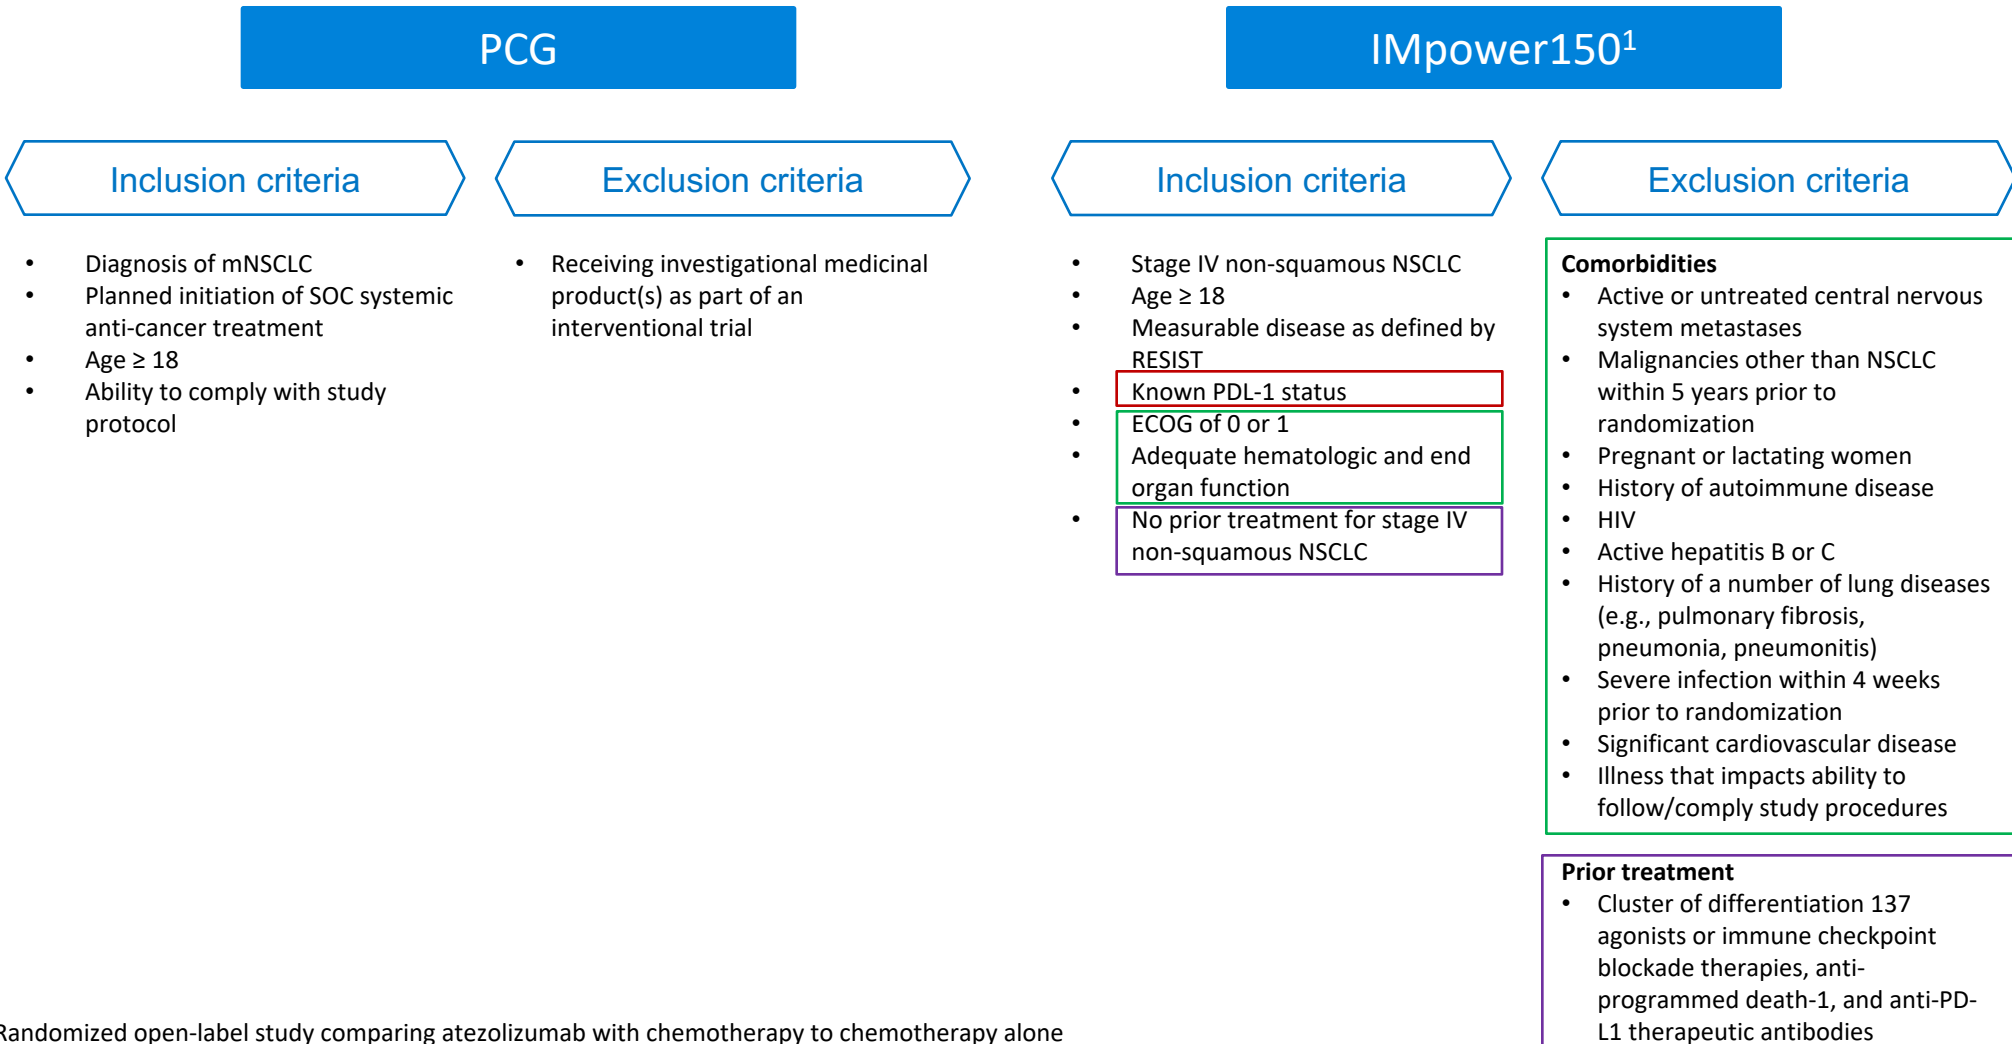 PCG
Inclusion criteria
• Diagnosis of mNSCLC
• Planned initiation of SOC systemic
anti-cancer treatment
• Age ≥ 18
• Ability to comply with study
protocol
Exclusion criteria
• Receiving investigational medicinal
product(s) as part of an
interventional trial
IMpower150¹
Inclusion criteria
• Stage IV non-squamous NSCLC
• Age ≥ 18
• Measurable disease as defined by
RESIST
• Known PDL-1 status
• ECOG of 0 or 1
• Adequate hematologic and end
organ function
• No prior treatment for stage IV
non-squamous NSCLC
Exclusion criteria
Comorbidities
• Active or untreated central nervous
system metastases
• Malignancies other than NSCLC
within 5 years prior to
randomization
• Pregnant or lactating women
• History of autoimmune disease
• HIV
• Active hepatitis B or C
• History of a number of lung diseases
(e.g., pulmonary fibrosis,
pneumonia, pneumonitis)
• Severe infection within 4 weeks
prior to randomization
• Significant cardiovascular disease
• Illness that impacts ability to
follow/comply study procedures
Prior treatment
• Cluster of differentiation 137
agonists or immune checkpoint
blockade therapies, anti-
programmed death-1, and anti-PD-
L1 therapeutic antibodies
Randomized open-label study comparing atezolizumab with chemotherapy to chemotherapy alone